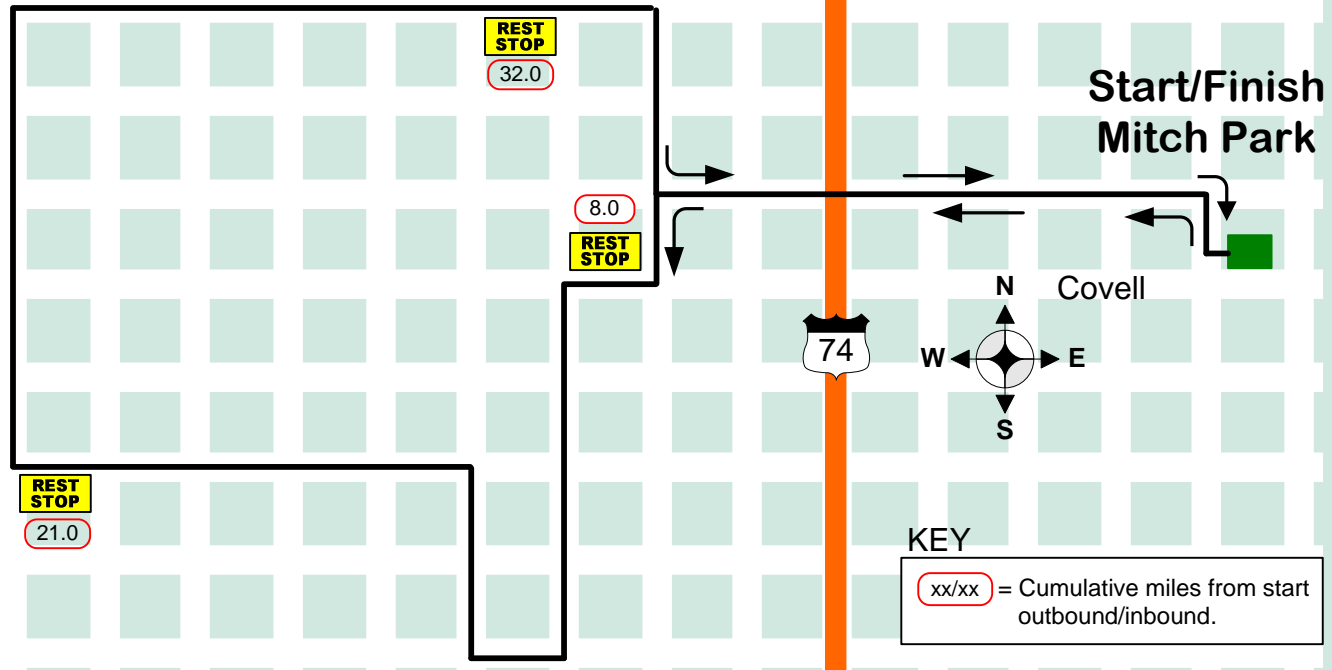 REST
STOP
32.0
Start/Finish
Mitch Park
8.0
REST
STOP
N
Covell
74
W
E
S
REST
STOP
21.0
KEY
xx/xx = Cumulative miles from start
outbound/inbound.